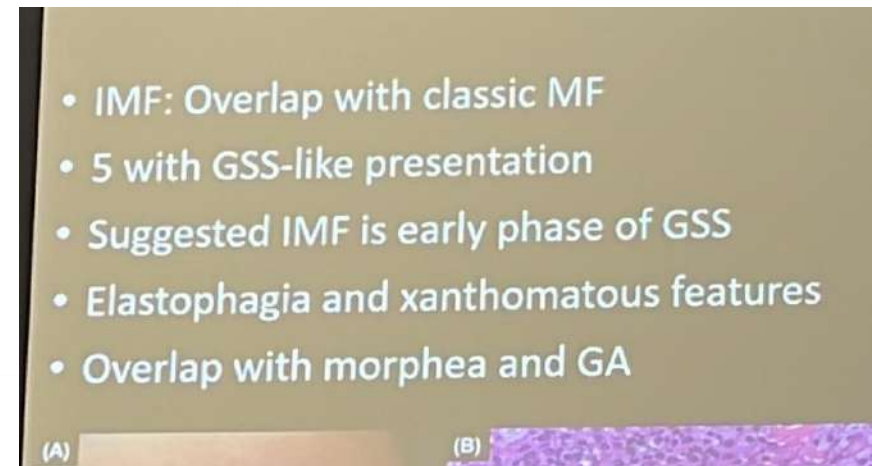 • IMF: Overlap with classic MF
• 5 with GSS-like presentation
• Suggested IMF is early phase of GSS
• Elastophagia and xanthomatous features
• Overlap with morphea and GA
(A) (B)